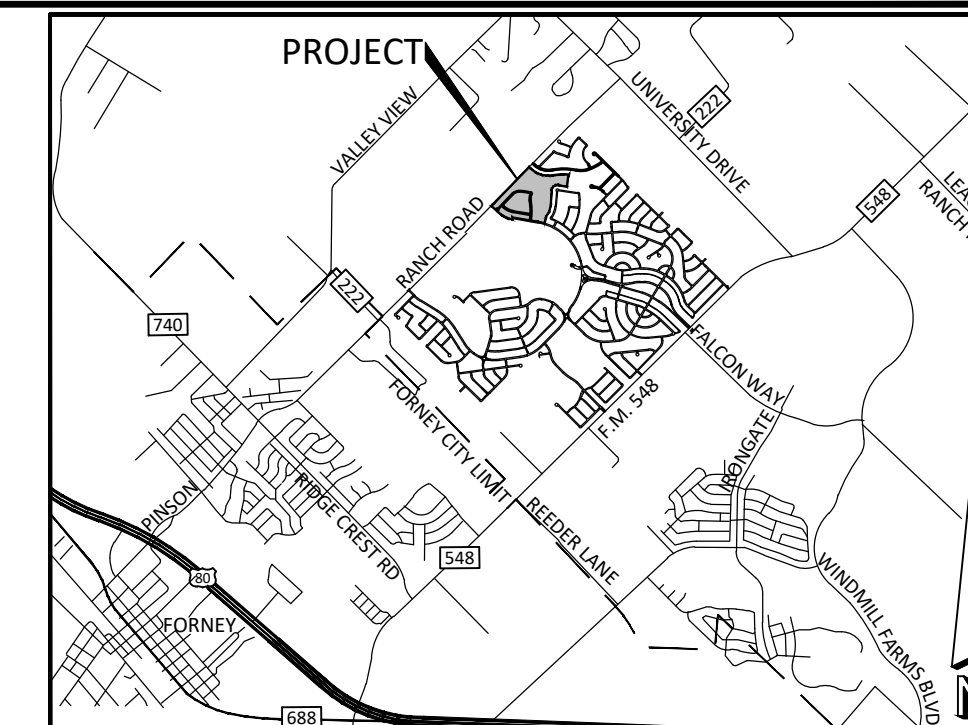 PROJECT
VALLEY VIEW
UNIVERSITY DRIVE
222
548
RANCH ROAD
222
740
FALCON WAY
F.M. 548
FORNEY CITY LIMIT
IRONGATE
PINSON
RIDGE CREST RD
REEDER LANE
548
80
WINDMILL FARMS BLVD
FORNEY
688
N